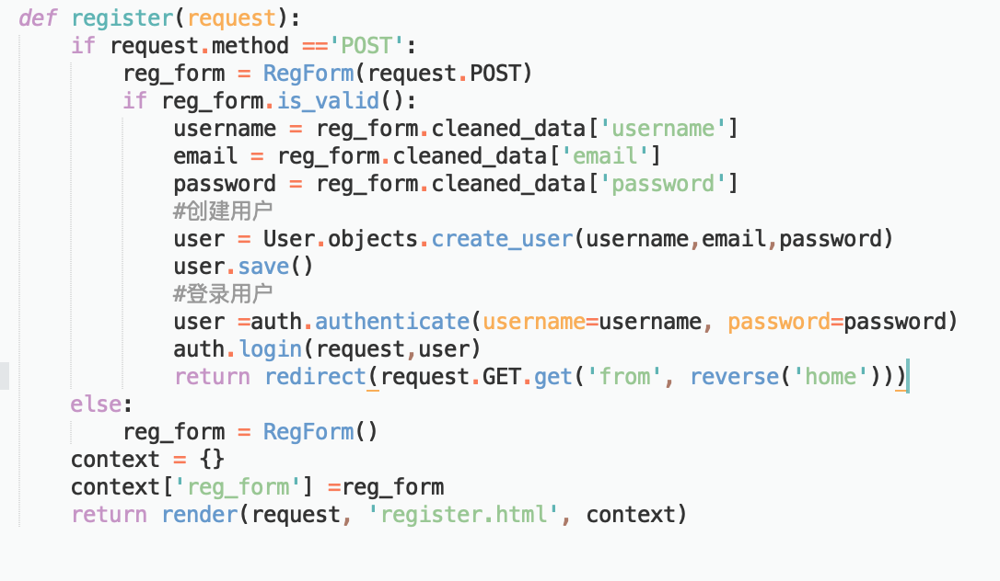 def register(request):
    if request.method =='POST':
        reg_form = RegForm(request.POST)
        if reg_form.is_valid():
            username = reg_form.cleaned_data['username']
            email = reg_form.cleaned_data['email']
            password = reg_form.cleaned_data['password']
            #创建用户
            user = User.objects.create_user(username,email,password)
            user.save()
            #登录用户
            user =auth.authenticate(username=username, password=password)
            auth.login(request,user)
            return redirect(request.GET.get('from', reverse('home')))
    else:
        reg_form = RegForm()
    context = {}
    context['reg_form'] =reg_form
    return render(request, 'register.html', context)